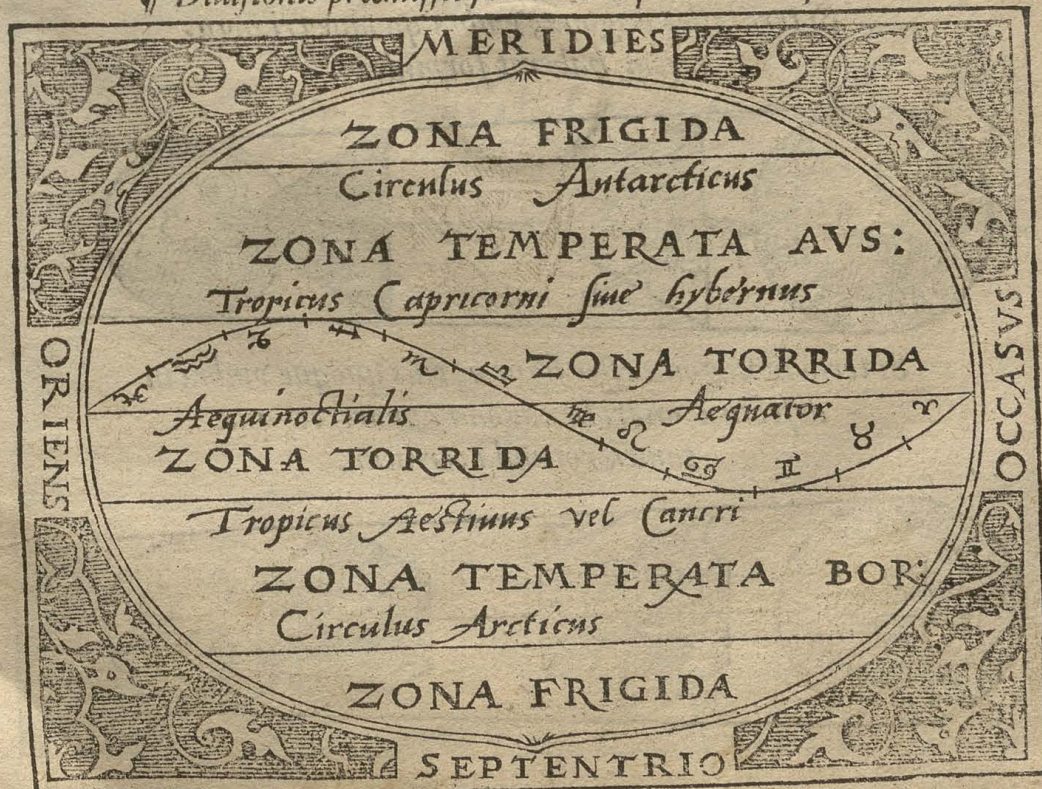 MERIDIES
ZONA FRIGIDA
Circulus Antarcticus
ZONA TEMPERATA AVS:
Tropicus Capricorni siue hybernus
ORIENS
OCCASVS
♓ ♒ ♑ ♐ ♏ ♎ ZONA TORRIDA
Aequinoctialis ♍ ♌ Aequator ♉ ♈
ZONA TORRIDA ♋ ♊
Tropicus Aestiuus vel Cancri
ZONA TEMPERATA BOR:
Circulus Arcticus
ZONA FRIGIDA
SEPTENTRIO